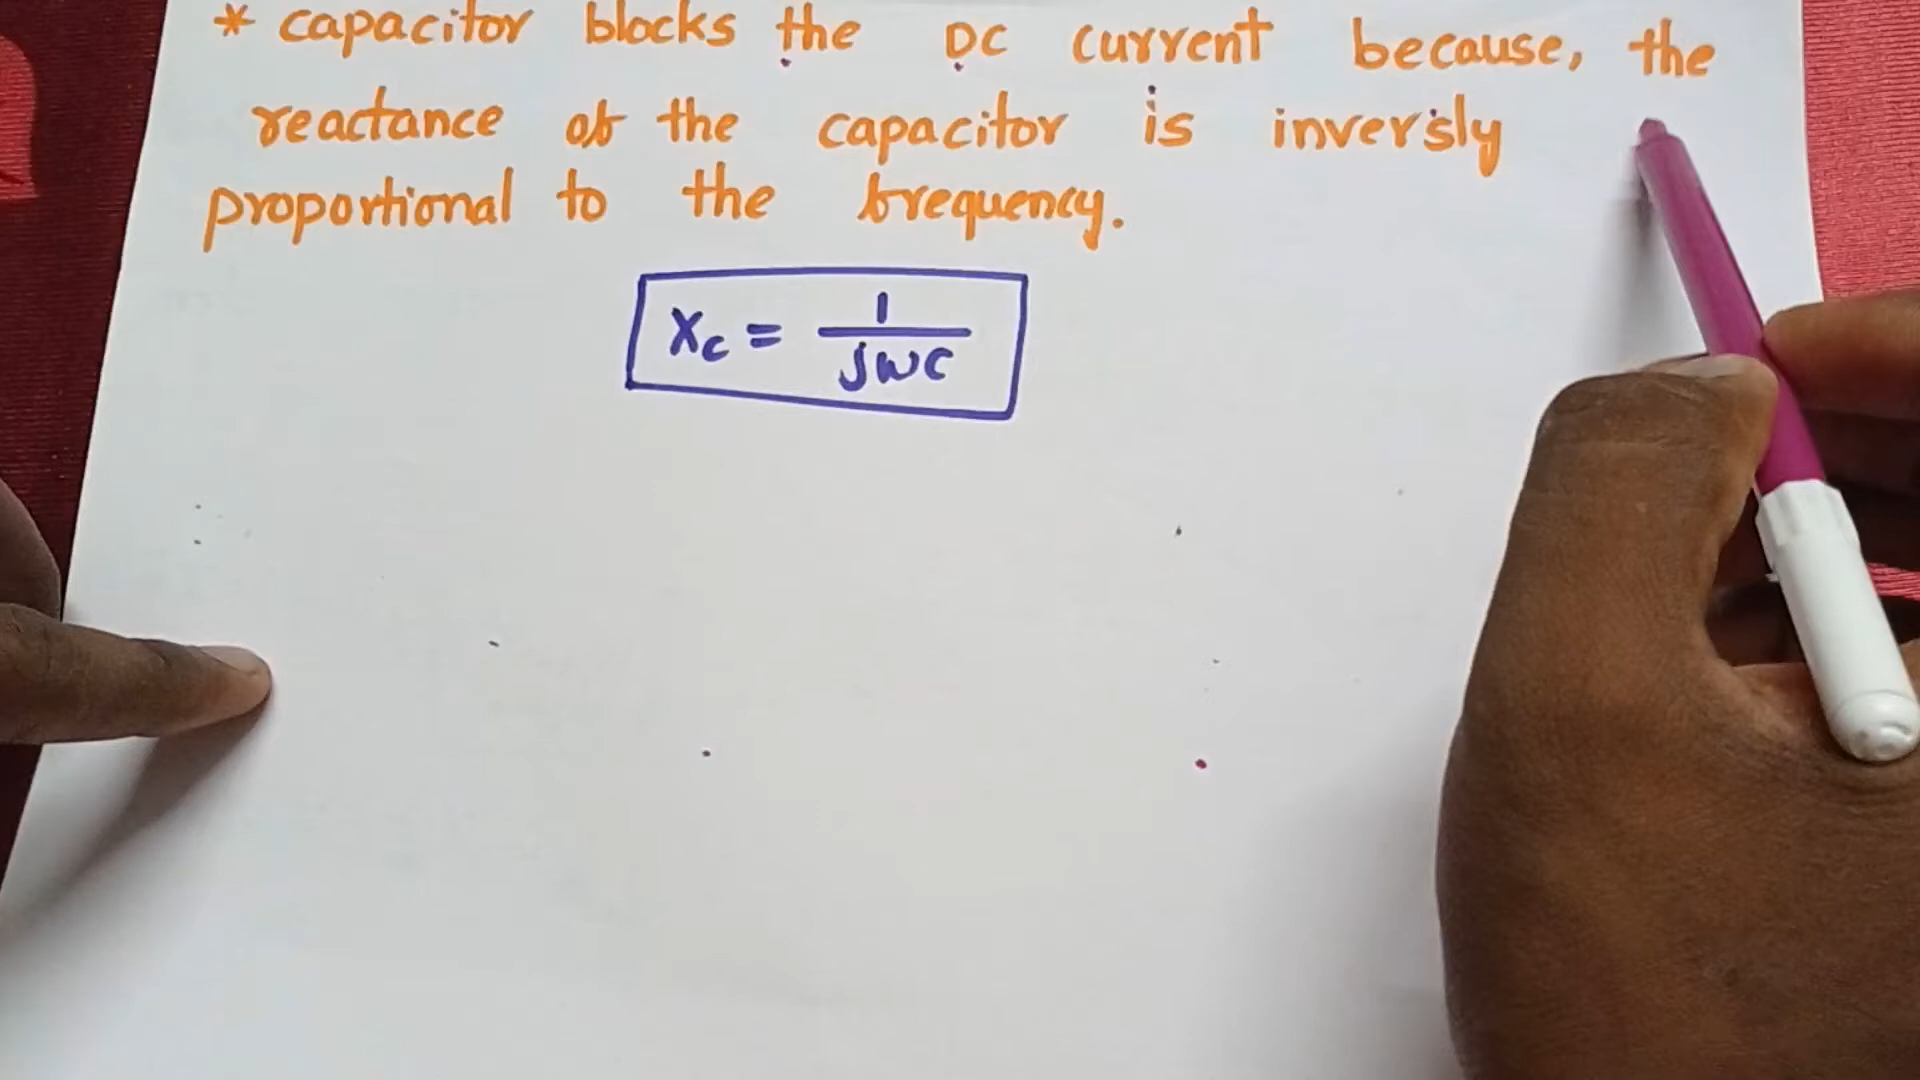 * capacitor blocks the DC current because, the
reactance of the capacitor is inversly
proportional to the frequency.
Xc = 1/jwc